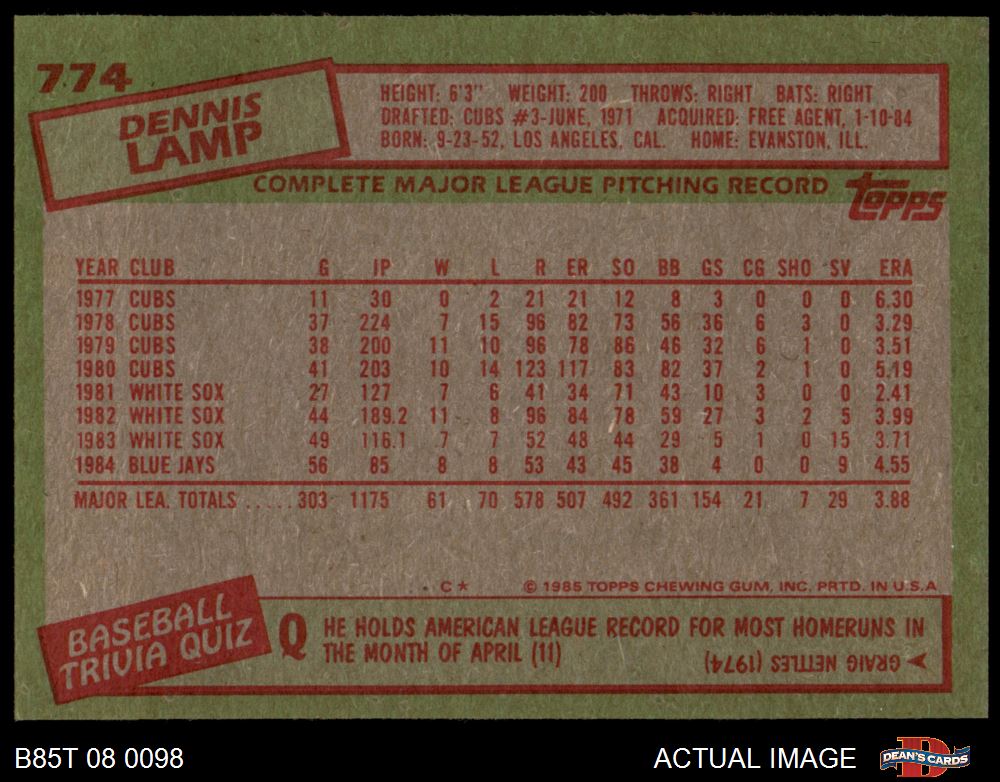 774
DENNIS
LAMP
HEIGHT: 6'3" WEIGHT: 200 THROWS: RIGHT BATS: RIGHT
DRAFTED: CUBS #3-JUNE, 1971 ACQUIRED: FREE AGENT, 1-10-84
BORN: 9-23-52, LOS ANGELES, CAL. HOME: EVANSTON, ILL.
COMPLETE MAJOR LEAGUE PITCHING RECORD
topps
YEAR CLUB G IP W L R ER SO BB GS CG SHO SV ERA
1977 CUBS 11 30 0 2 21 21 12 8 3 0 0 0 6.30
1978 CUBS 37 224 7 15 96 82 73 56 36 6 3 0 3.29
1979 CUBS 38 200 11 10 96 78 86 46 32 6 1 0 3.51
1980 CUBS 41 203 10 14 123 117 83 82 37 2 1 0 5.19
1981 WHITE SOX 27 127 7 6 41 34 71 43 10 3 0 0 2.41
1982 WHITE SOX 44 189.2 11 8 96 84 78 59 27 3 2 5 3.99
1983 WHITE SOX 49 116.1 7 7 52 48 44 29 5 1 0 15 3.71
1984 BLUE JAYS 56 85 8 8 53 43 45 38 4 0 0 9 4.55
MAJOR LEA. TOTALS ..... 303 1175 61 70 578 507 492 361 154 21 7 29 3.88
C* © 1985 TOPPS CHEWING GUM, INC. PRTD. IN U.S.A.
BASEBALL
TRIVIA QUIZ
Q HE HOLDS AMERICAN LEAGUE RECORD FOR MOST HOMERUNS IN
THE MONTH OF APRIL (11)
GRAIG NETTLES (1974)
B85T 08 0098
ACTUAL IMAGE
D
DEAN'S CARDS